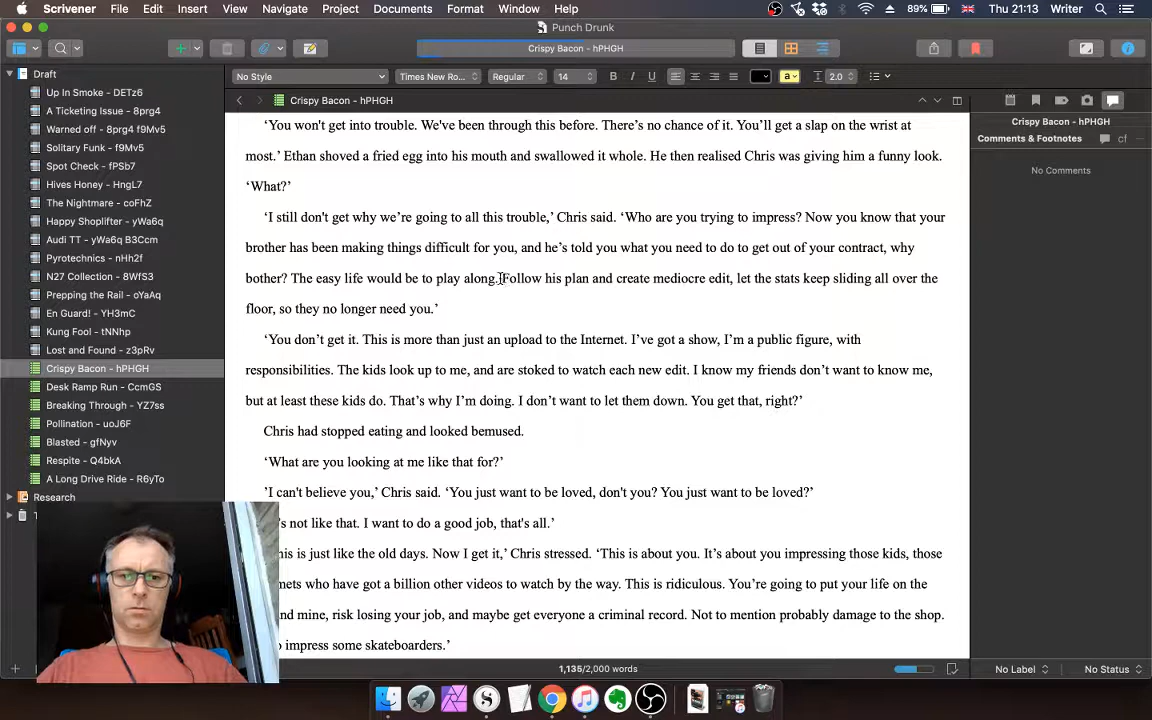 Scrivener File Edit Insert View Navigate Project Documents Format Window Help 89% Thu 21:13 Writer
Punch Drunk
Crispy Bacon - hPHGH
No Style Times New Ro... Regular 14 B I U a 2.0
Draft
Up In Smoke - DETz6
A Ticketing Issue - 8prg4
Warned off - 8prg4 f9Mv5
Solitary Funk - f9Mv5
Spot Check - fPSb7
Hives Honey - HngL7
The Nightmare - coFhZ
Happy Shoplifter - yWa6q
Audi TT - yWa6q B3Ccm
Pyrotechnics - nHh2f
N27 Collection - 8WfS3
Prepping the Rail - oYaAq
En Guard! - YH3mC
Kung Fool - tNNhp
Lost and Found - z3pRv
Crispy Bacon - hPHGH
Desk Ramp Run - CcmGS
Breaking Through - YZ7ss
Pollination - uoJ6F
Blasted - gfNyv
Respite - Q4bkA
A Long Drive Ride - R6yTo
Research
Crispy Bacon - hPHGH
‘You won't get into trouble. We've been through this before. There’s no chance of it. You’ll get a slap on the wrist at
most.’ Ethan shoved a fried egg into his mouth and swallowed it whole. He then realised Chris was giving him a funny look.
‘What?’
‘I still don't get why we’re going to all this trouble,’ Chris said. ‘Who are you trying to impress? Now you know that your
brother has been making things difficult for you, and he’s told you what you need to do to get out of your contract, why
bother? The easy life would be to play along. Follow his plan and create mediocre edit, let the stats keep sliding all over the
floor, so they no longer need you.’
‘You don’t get it. This is more than just an upload to the Internet. I’ve got a show, I’m a public figure, with
responsibilities. The kids look up to me, and are stoked to watch each new edit. I know my friends don’t want to know me,
but at least these kids do. That’s why I’m doing. I don’t want to let them down. You get that, right?’
Chris had stopped eating and looked bemused.
‘What are you looking at me like that for?’
’I can't believe you,’ Chris said. ‘You just want to be loved, don't you? You just want to be loved?’
's not like that. I want to do a good job, that's all.’
his is just like the old days. Now I get it,’ Chris stressed. ‘This is about you. It’s about you impressing those kids, those
mets who have got a billion other videos to watch by the way. This is ridiculous. You’re going to put your life on the
nd mine, risk losing your job, and maybe get everyone a criminal record. Not to mention probably damage to the shop.
impress some skateboarders.’
1,135/2,000 words
Crispy Bacon - hPHGH
Comments & Footnotes cf
No Comments
No Label No Status